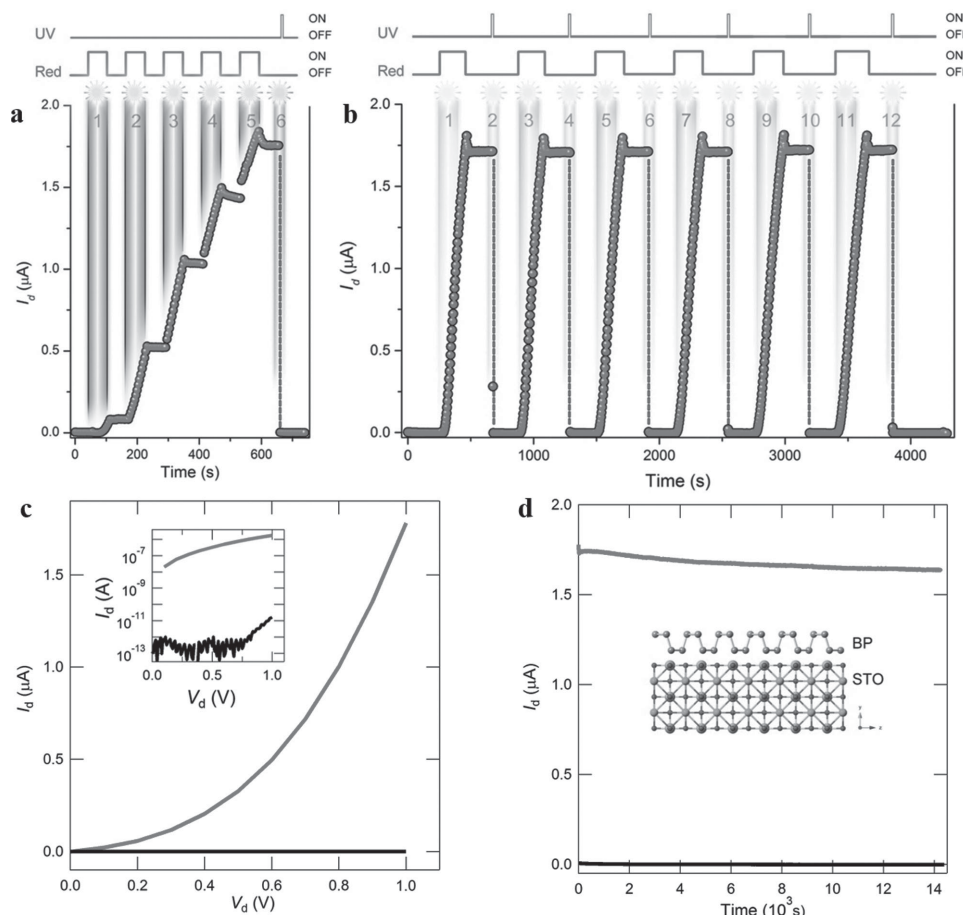 ON
UV OFF
ON
Red OFF
a
1 2 3 4 5 6
2.0
1.5
1.0
0.5
0.0
I_d (μA)
0 200 400 600
Time (s)
ON
UV OFF
ON
Red OFF
b
1 2 3 4 5 6 7 8 9 10 11 12
2.0
1.5
1.0
0.5
0.0
I_d (μA)
0 1000 2000 3000 4000
Time (s)
c
1.5
1.0
0.5
0.0
I_d (μA)
0.0 0.2 0.4 0.6 0.8 1.0
V_d (V)
10^-7
10^-9
10^-11
10^-13
I_d (A)
0.0 0.5 1.0
V_d (V)
d
2.0
1.5
1.0
0.5
0.0
I_d (μA)
BP
STO
0 2 4 6 8 10 12 14
Time (10^3s)